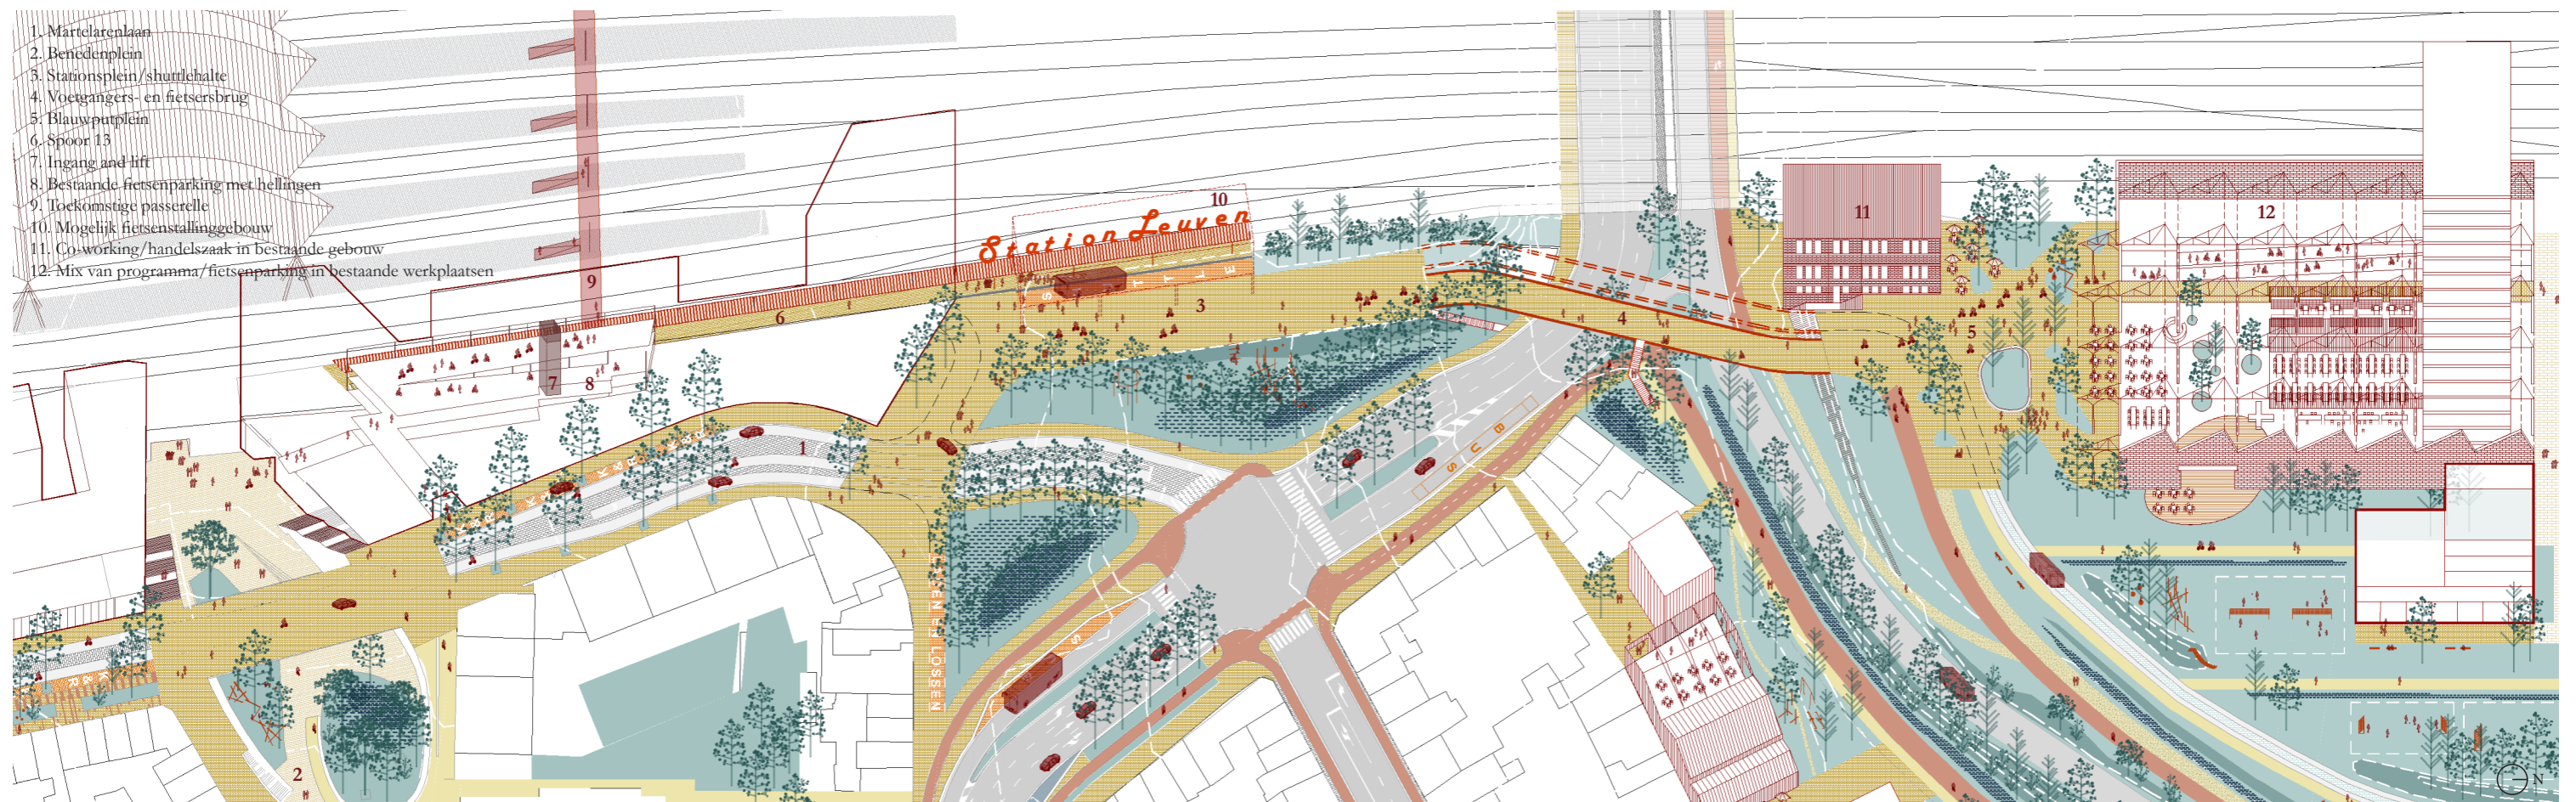 1. Martelarenlaan
2. Benedenplein
3. Stationsplein/shuttlehalte
4. Voetgangers- en fietsersbrug
5. Blauwputplein
6. Spoor 13
7. Ingang and lift
8. Bestaande fietsenparking met hellingen
9. Toekomstige passerelle
10. Mogelijk fietsenstallinggebouw
11. Co-working/handelszaak in bestaande gebouw
12. Mix van programma/fietsenparking in bestaande werkplaatsen
10
Station Leuven
11
12
9
3
6
4
5
7
8
1
BUS
LADEN EN LOSSEN
2
N